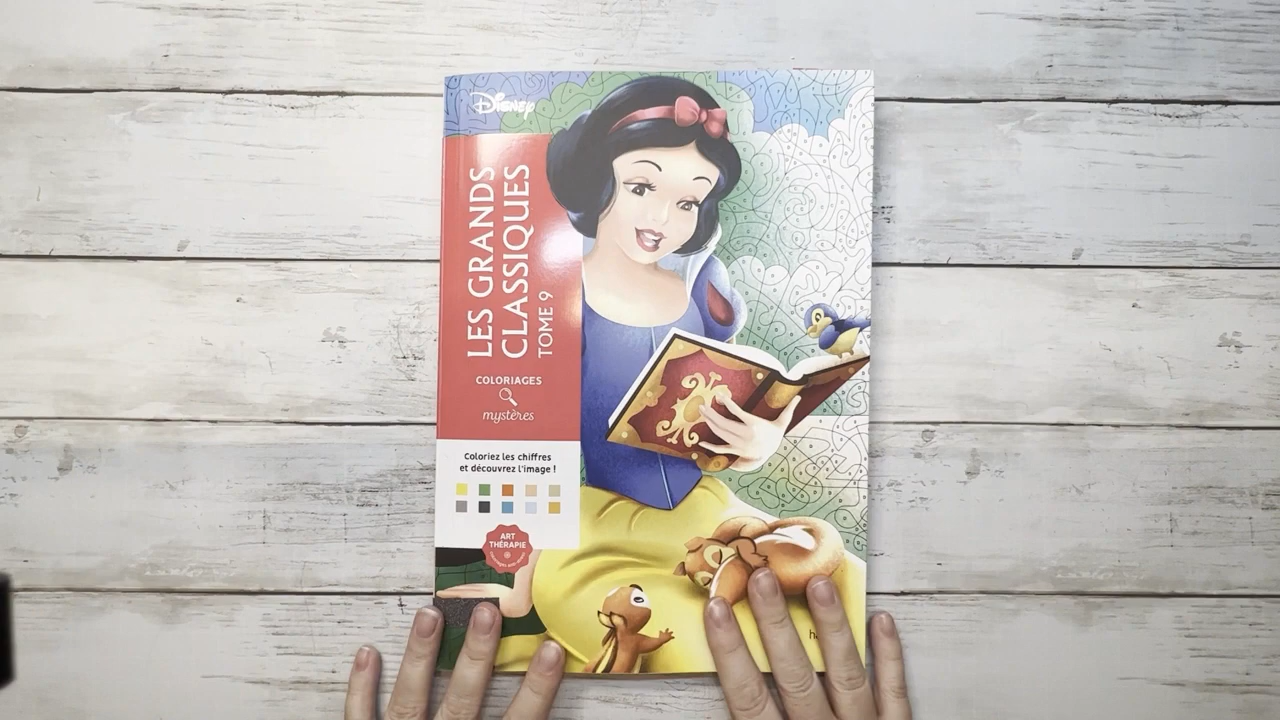 Disney
LES GRANDS
CLASSIQUES
TOME 9
COLORIAGES
mystères
Coloriez les chiffres
et découvrez l'image !
ART
THÉRAPIE